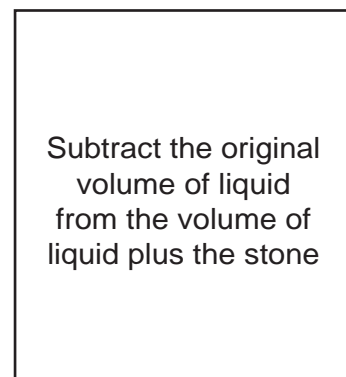 Subtract the original
volume of liquid
from the volume of
liquid plus the stone